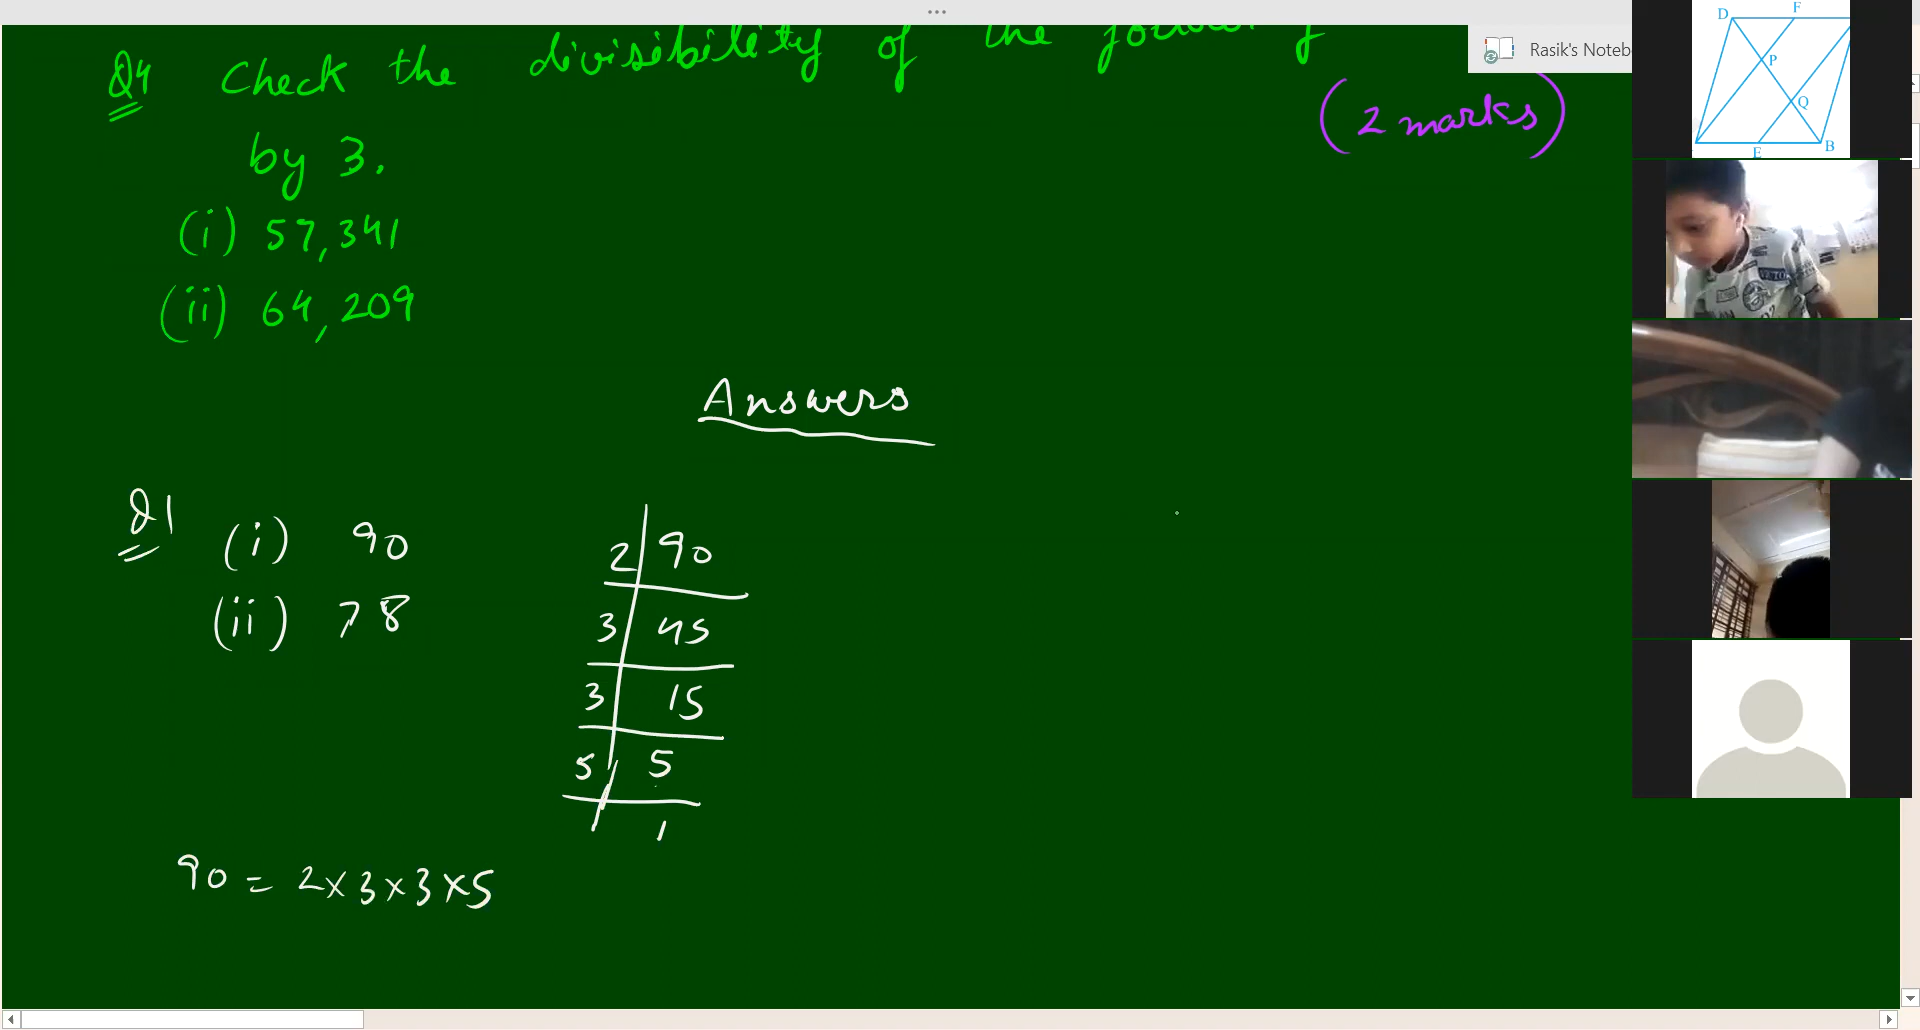 Q4 Check the divisibility of the following
(2 marks)
by 3.
(i) 57,341
(ii) 64,209
Answers
Q1 (i) 90
(ii) 78
2 90
3 45
3 15
5 5
1
90 = 2×3×3×5
Rasik's Noteb
D F
P
Q
E B